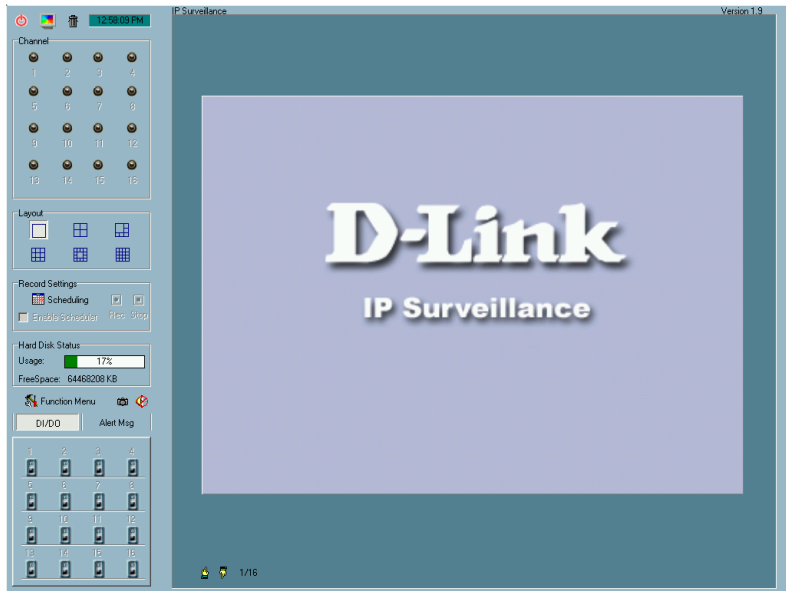 12:58:09 PM
IP Surveillance
Version 1.9
Channel
1 2 3 4
5 6 7 8
9 10 11 12
13 14 15 16
Layout
Record Settings
Scheduling
Enable Scheduler Rec Stop
Hard Disk Status
Usage: 17%
FreeSpace: 64468208 KB
Function Menu
DI/DO Alert Msg
1 2 3 4
5 6 7 8
9 10 11 12
13 14 15 16
D-Link
IP Surveillance
1/16